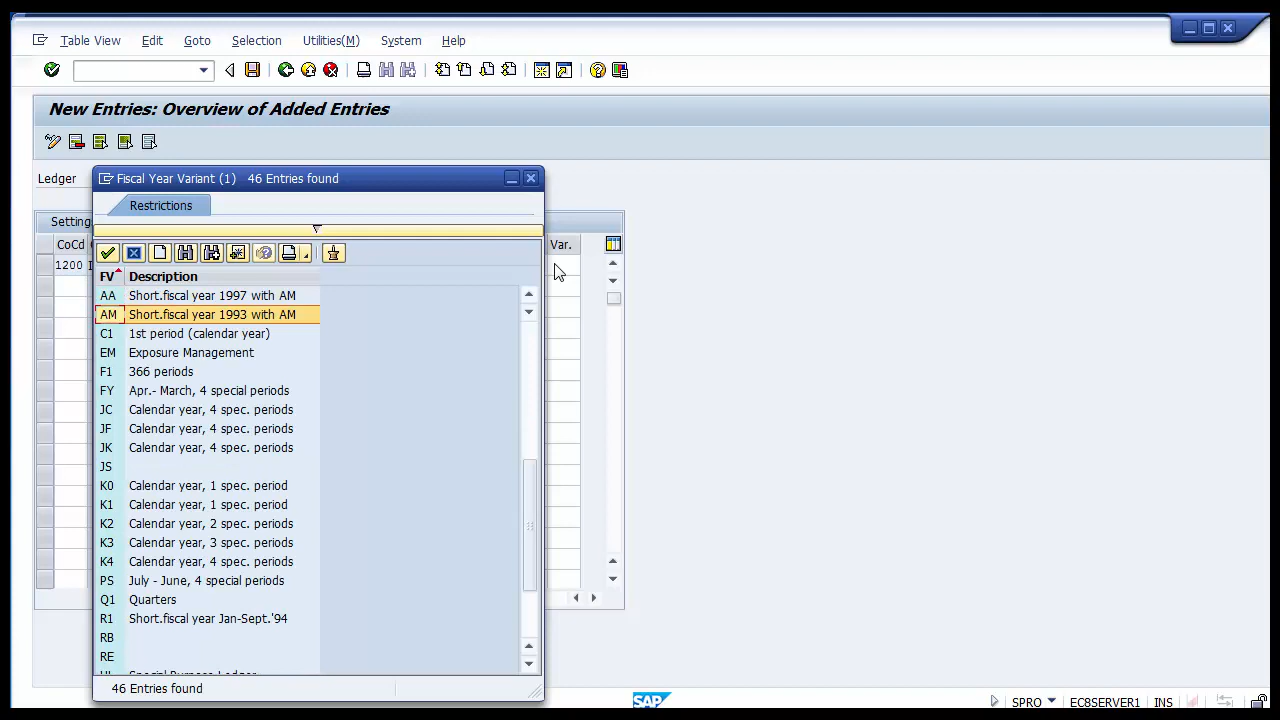 Table View Edit Goto Selection Utilities(M) System Help
New Entries: Overview of Added Entries
Ledger
Fiscal Year Variant (1) 46 Entries found
Restrictions
Setting
CoCd
Var.
1200
FV Description
AA Short.fiscal year 1997 with AM
AM Short.fiscal year 1993 with AM
C1 1st period (calendar year)
EM Exposure Management
F1 366 periods
FY Apr.- March, 4 special periods
JC Calendar year, 4 spec. periods
JF Calendar year, 4 spec. periods
JK Calendar year, 4 spec. periods
JS
K0 Calendar year, 1 spec. period
K1 Calendar year, 1 spec. period
K2 Calendar year, 2 spec. periods
K3 Calendar year, 3 spec. periods
K4 Calendar year, 4 spec. periods
PS July - June, 4 special periods
Q1 Quarters
R1 Short.fiscal year Jan-Sept.'94
RB
RE
Special Purpose Ledger
46 Entries found
SAP
SPRO EC8SERVER1 INS